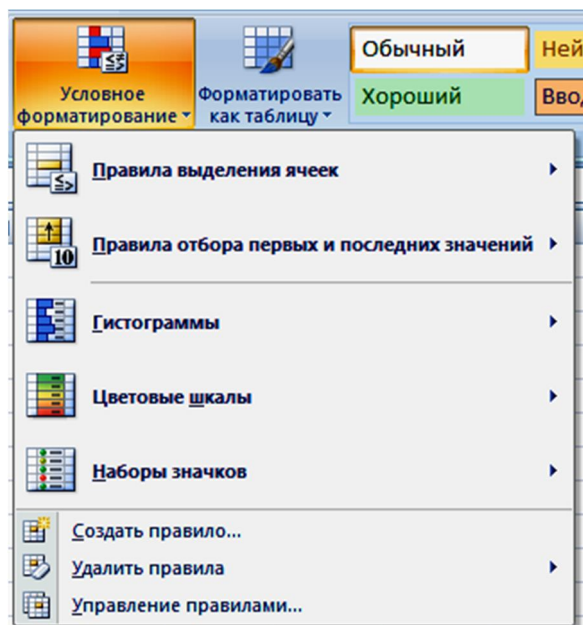 Условное
форматирование
Форматировать
как таблицу
Обычный
Хороший
Правила выделения ячеек
Правила отбора первых и последних значений
10
Гистограммы
Цветовые шкалы
Наборы значков
Создать правило...
Удалить правила
Управление правилами...